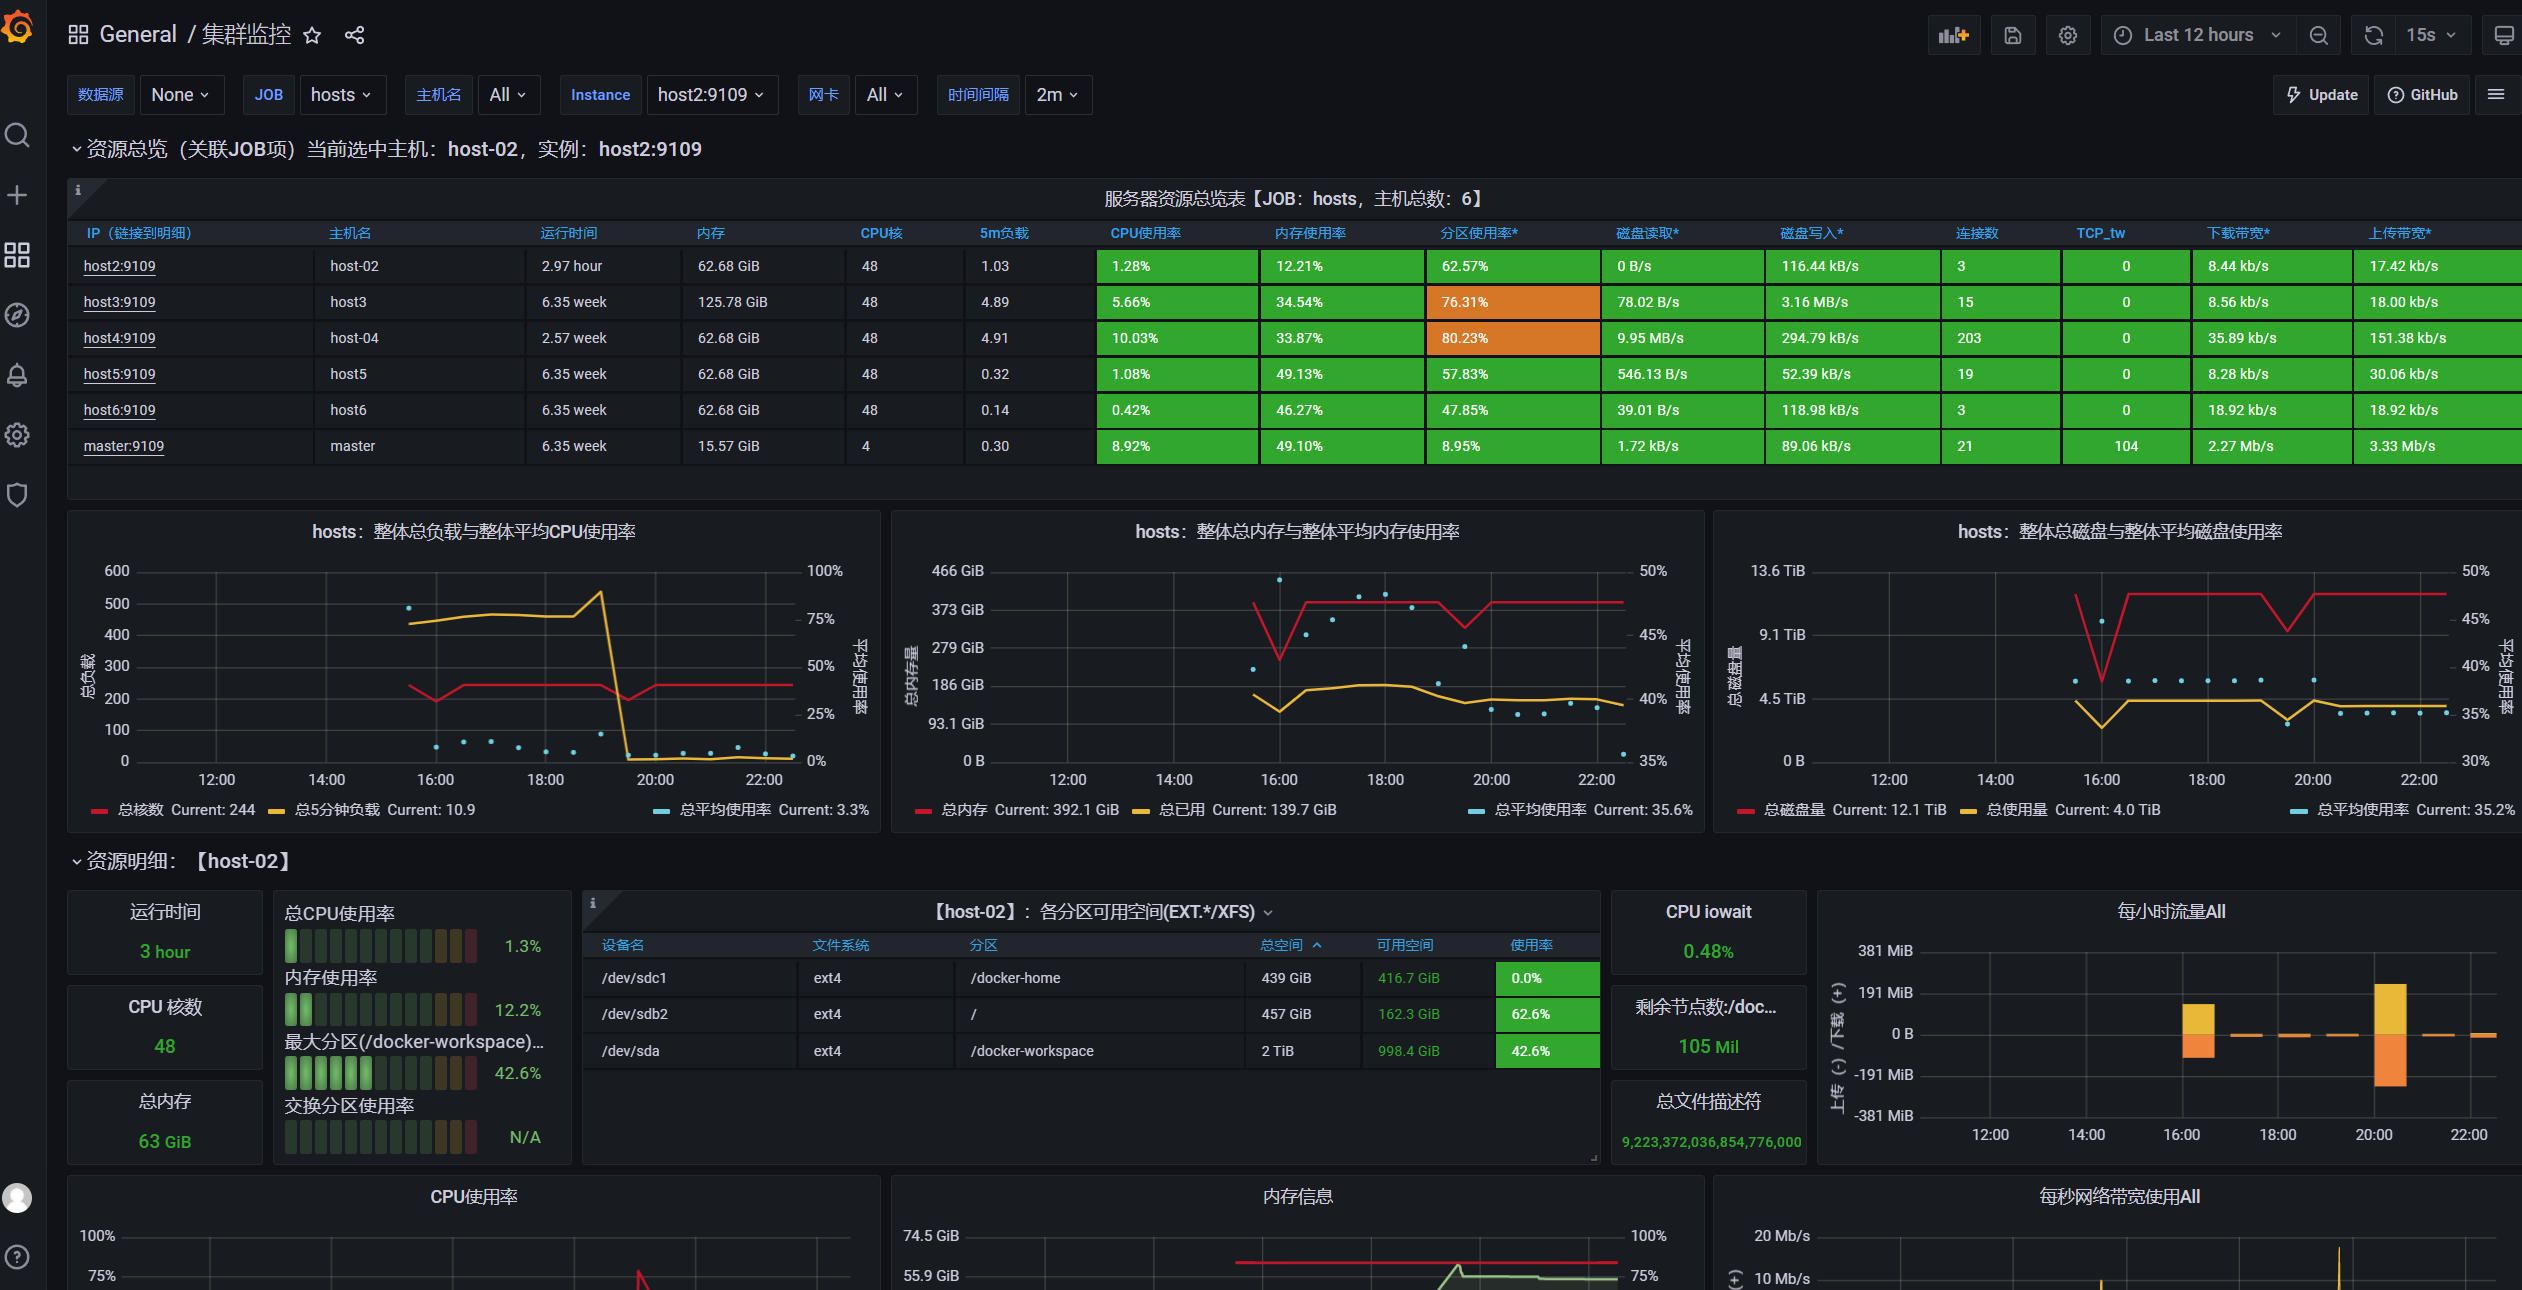 General / 集群监控
Last 12 hours
15s
数据源 None JOB hosts 主机名 All Instance host2:9109 网卡 All 时间间隔 2m Update GitHub
资源总览（关联JOB项）当前选中主机：host-02，实例：host2:9109
服务器资源总览表【JOB：hosts，主机总数：6】
IP（链接到明细） 主机名 运行时间 内存 CPU核 5m负载 CPU使用率 内存使用率 分区使用率* 磁盘读取* 磁盘写入* 连接数 TCP_tw 下载带宽* 上传带宽*
host2:9109 host-02 2.97 hour 62.68 GiB 48 1.03 1.28% 12.21% 62.57% 0 B/s 116.44 kB/s 3 0 8.44 kb/s 17.42 kb/s
host3:9109 host3 6.35 week 125.78 GiB 48 4.89 5.66% 34.54% 76.31% 78.02 B/s 3.16 MB/s 15 0 8.56 kb/s 18.00 kb/s
host4:9109 host-04 2.57 week 62.68 GiB 48 4.91 10.03% 33.87% 80.23% 9.95 MB/s 294.79 kB/s 203 0 35.89 kb/s 151.38 kb/s
host5:9109 host5 6.35 week 62.68 GiB 48 0.32 1.08% 49.13% 57.83% 546.13 B/s 52.39 kB/s 19 0 8.28 kb/s 30.06 kb/s
host6:9109 host6 6.35 week 62.68 GiB 48 0.14 0.42% 46.27% 47.85% 39.01 B/s 118.98 kB/s 3 0 18.92 kb/s 18.92 kb/s
master:9109 master 6.35 week 15.57 GiB 4 0.30 8.92% 49.10% 8.95% 1.72 kB/s 89.06 kB/s 21 104 2.27 Mb/s 3.33 Mb/s
hosts：整体总负载与整体平均CPU使用率
600 100%
500
75%
400
300 50%
200
25%
100
0 0%
总负载
平均使用率
12:00 14:00 16:00 18:00 20:00 22:00
总核数 Current: 244 总5分钟负载 Current: 10.9 总平均使用率 Current: 3.3%
hosts：整体总内存与整体平均内存使用率
466 GiB 50%
373 GiB
45%
279 GiB
186 GiB
40%
93.1 GiB
0 B 35%
总内存量
平均使用率
12:00 14:00 16:00 18:00 20:00 22:00
总内存 Current: 392.1 GiB 总已用 Current: 139.7 GiB 总平均使用率 Current: 35.6%
hosts：整体总磁盘与整体平均磁盘使用率
13.6 TiB 50%
45%
9.1 TiB
40%
4.5 TiB
35%
0 B 30%
总磁盘量
平均使用率
12:00 14:00 16:00 18:00 20:00 22:00
总磁盘量 Current: 12.1 TiB 总使用量 Current: 4.0 TiB 总平均使用率 Current: 35.2%
资源明细：【host-02】
运行时间
3 hour
CPU 核数
48
总内存
63 GiB
总CPU使用率
1.3%
内存使用率
12.2%
最大分区(/docker-workspace)...
42.6%
交换分区使用率
N/A
【host-02】：各分区可用空间(EXT.*/XFS)
设备名 文件系统 分区 总空间 可用空间 使用率
/dev/sdc1 ext4 /docker-home 439 GiB 416.7 GiB 0.0%
/dev/sdb2 ext4 / 457 GiB 162.3 GiB 62.6%
/dev/sda ext4 /docker-workspace 2 TiB 998.4 GiB 42.6%
CPU iowait
0.48%
剩余节点数:/doc...
105 Mil
总文件描述符
9,223,372,036,854,776,000
每小时流量All
381 MiB
191 MiB
0 B
-191 MiB
-381 MiB
上传（-）/下载（+）
12:00 14:00 16:00 18:00 20:00 22:00
CPU使用率
100%
75%
内存信息
74.5 GiB 100%
55.9 GiB 75%
每秒网络带宽使用All
20 Mb/s
10 Mb/s
（+）